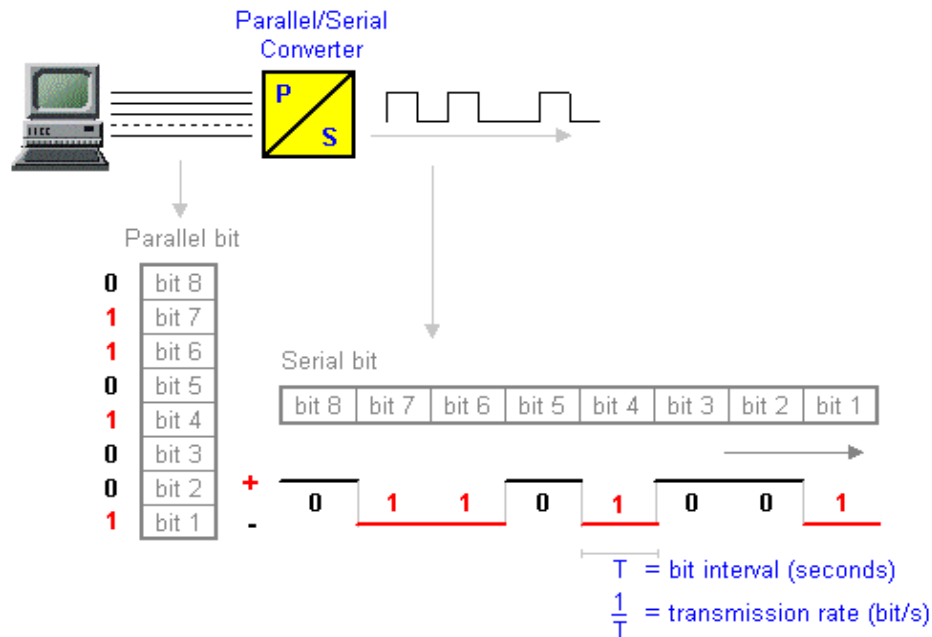 Parallel/Serial
Converter
P
S
Parallel bit
0 bit 8
1 bit 7
1 bit 6
0 bit 5
1 bit 4
0 bit 3
0 bit 2
1 bit 1
Serial bit
bit 8 bit 7 bit 6 bit 5 bit 4 bit 3 bit 2 bit 1
+
-
0 1 1 0 1 0 0 1
T = bit interval (seconds)
1/T = transmission rate (bit/s)